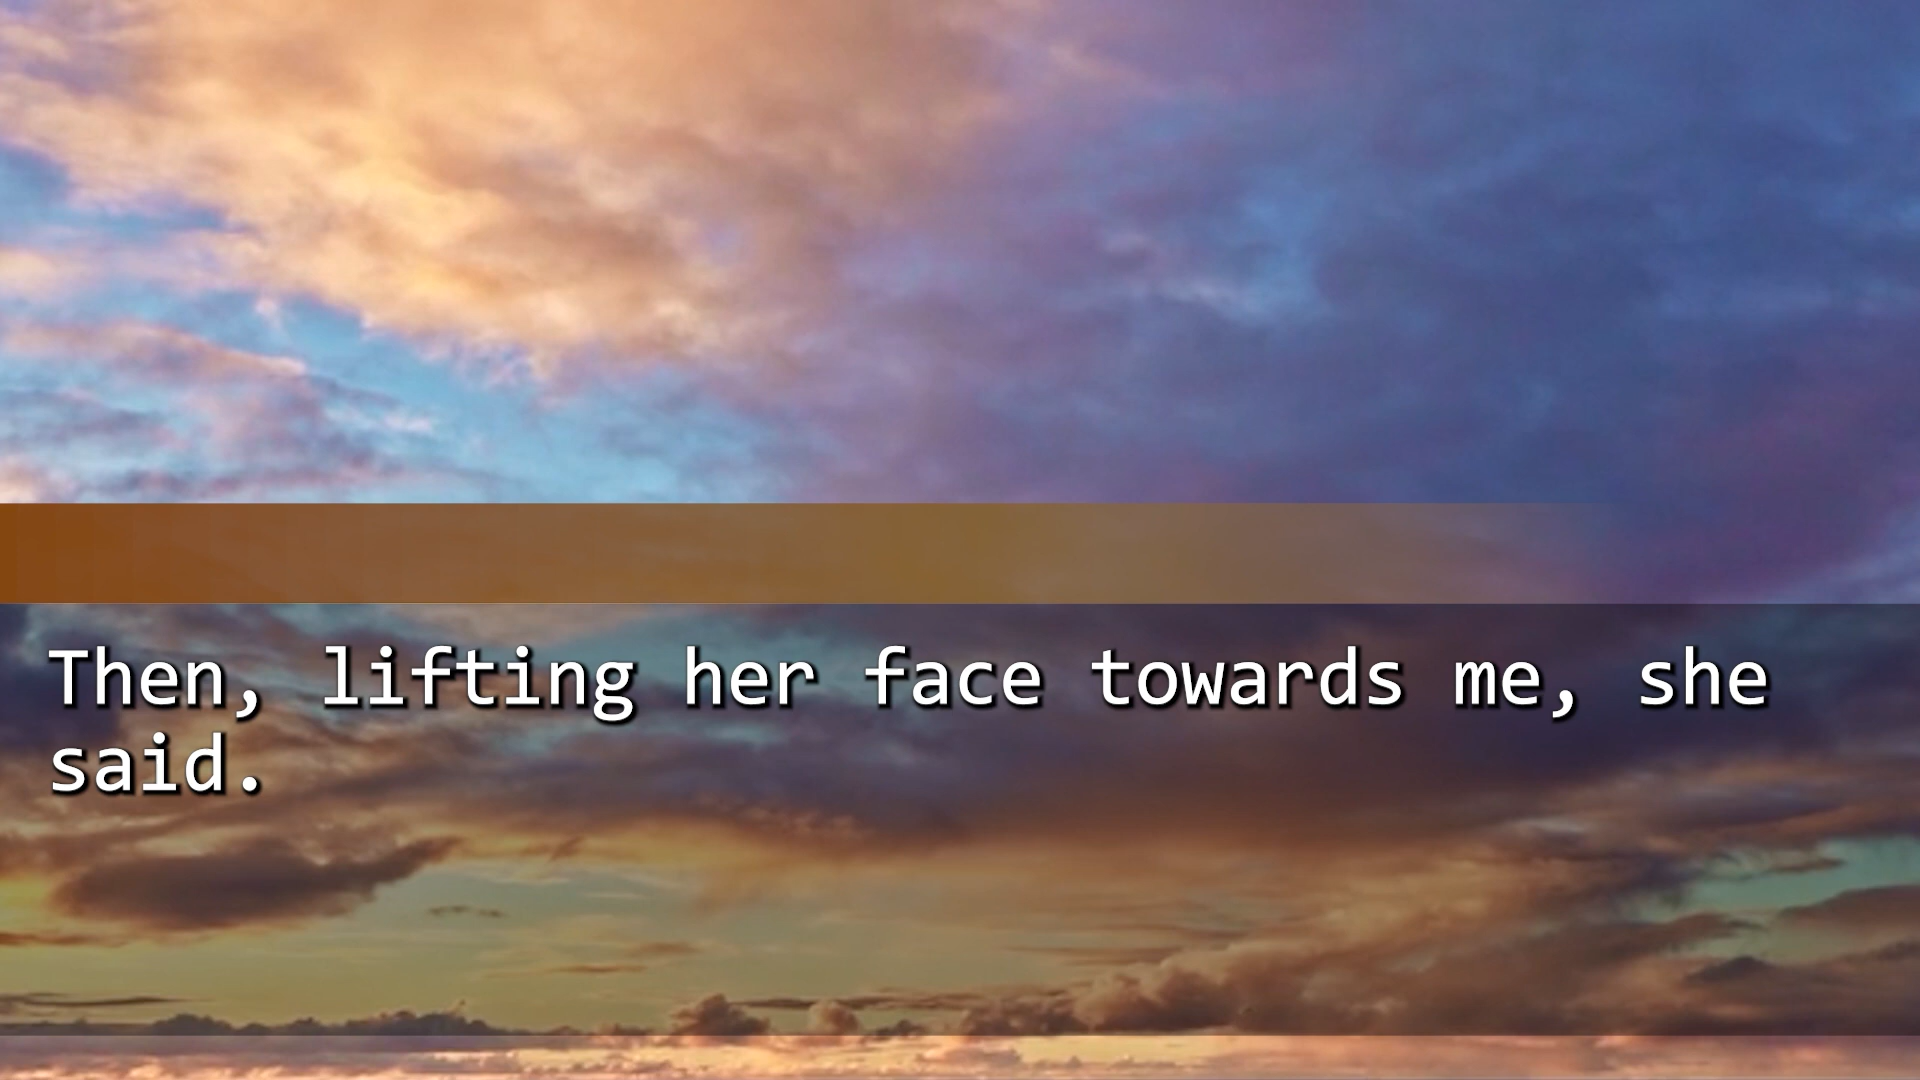 Then, lifting her face towards me, she
said.